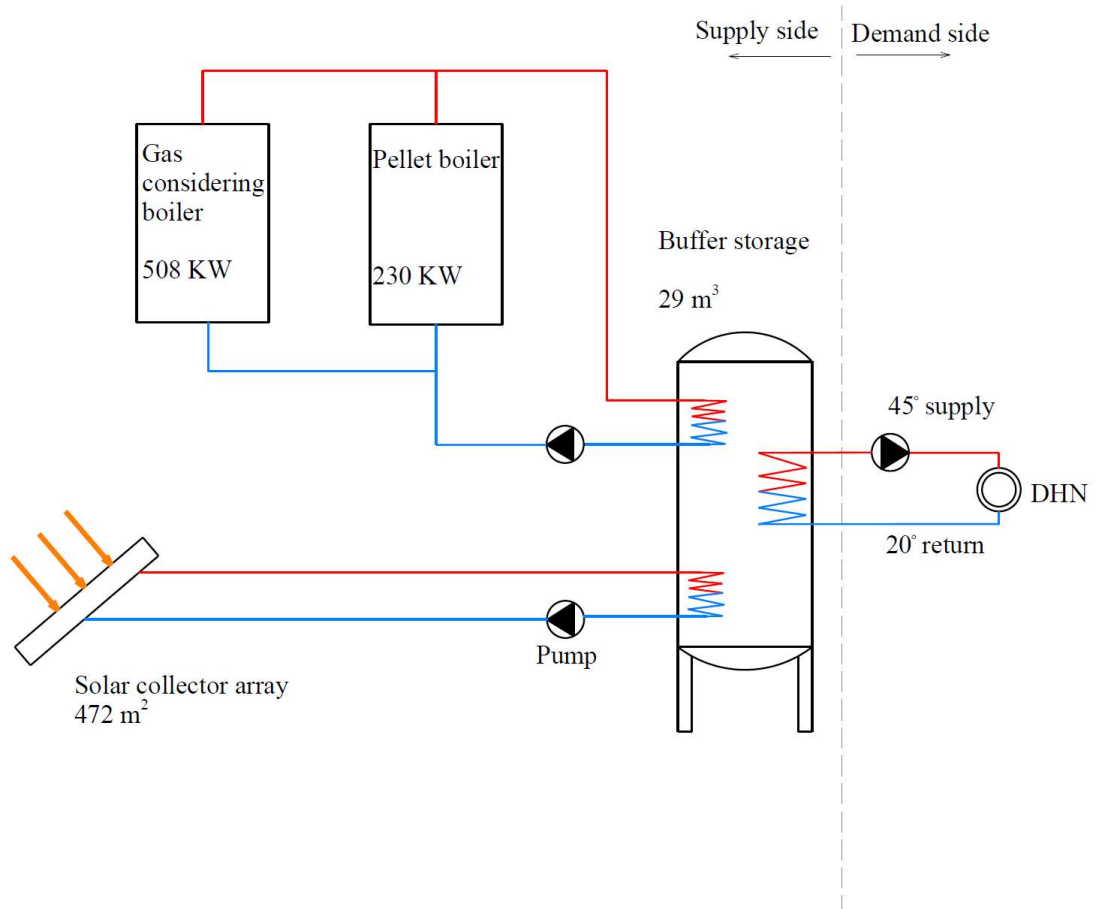 Supply side
Demand side
Gas
considering
boiler
508 KW
Pellet boiler
230 KW
Buffer storage
29 m³
45° supply
DHN
20° return
Pump
Solar collector array
472 m²